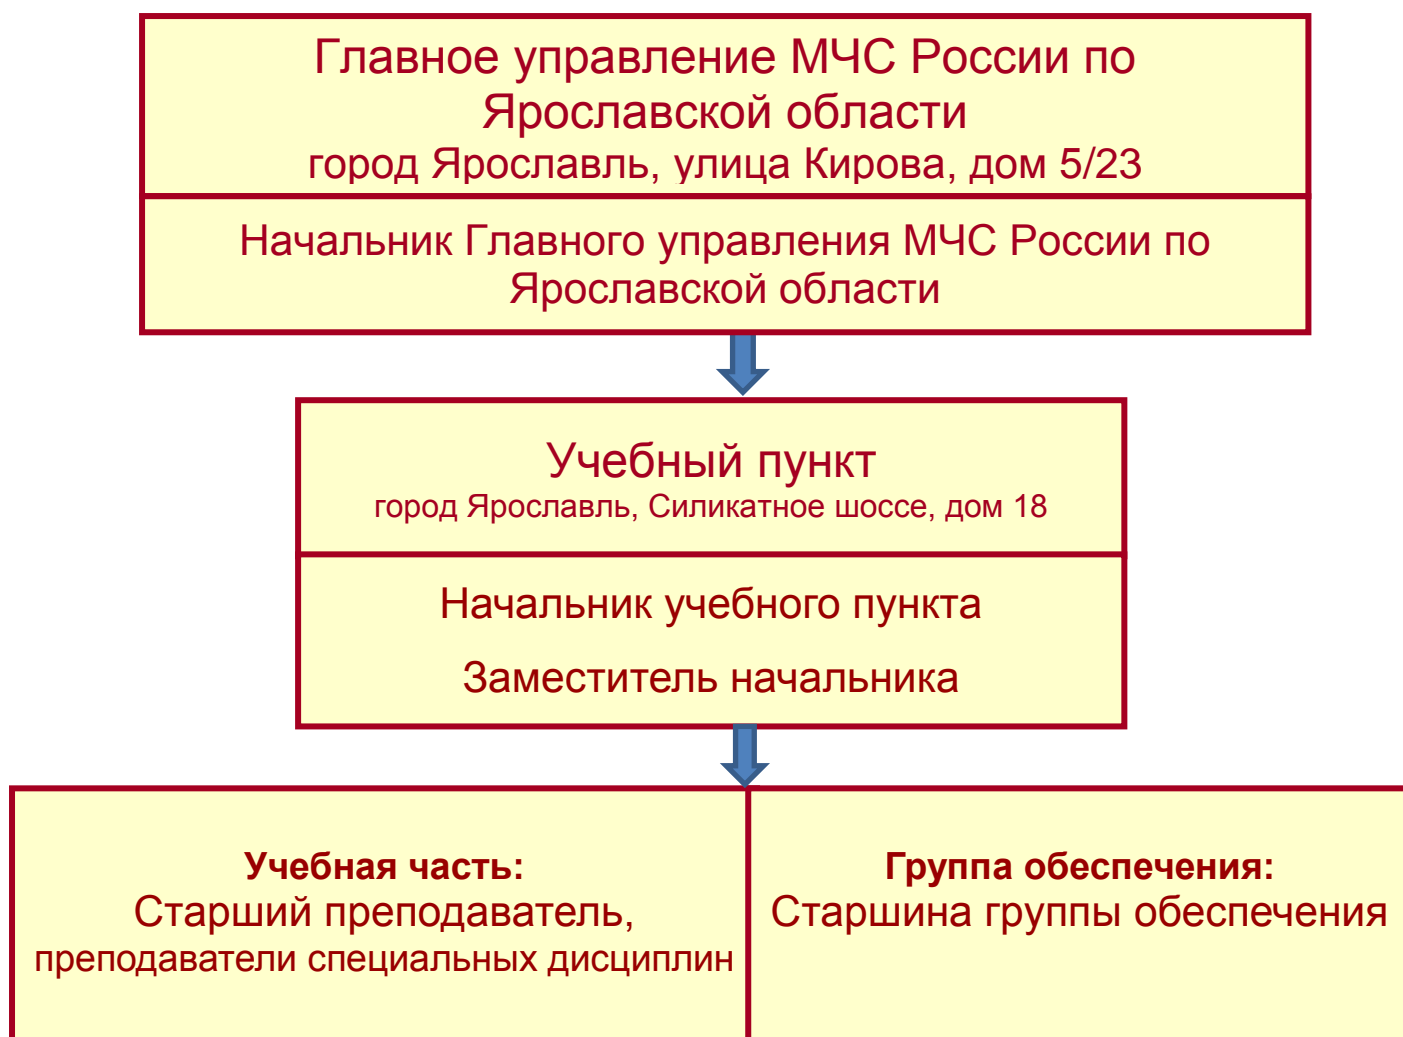 Главное управление МЧС России по
Ярославской области
город Ярославль, улица Кирова, дом 5/23
Начальник Главного управления МЧС России по
Ярославской области
Учебный пункт
город Ярославль, Силикатное шоссе, дом 18
Начальник учебного пункта
Заместитель начальника
Учебная часть:
Старший преподаватель,
преподаватели специальных дисциплин
Группа обеспечения:
Старшина группы обеспечения